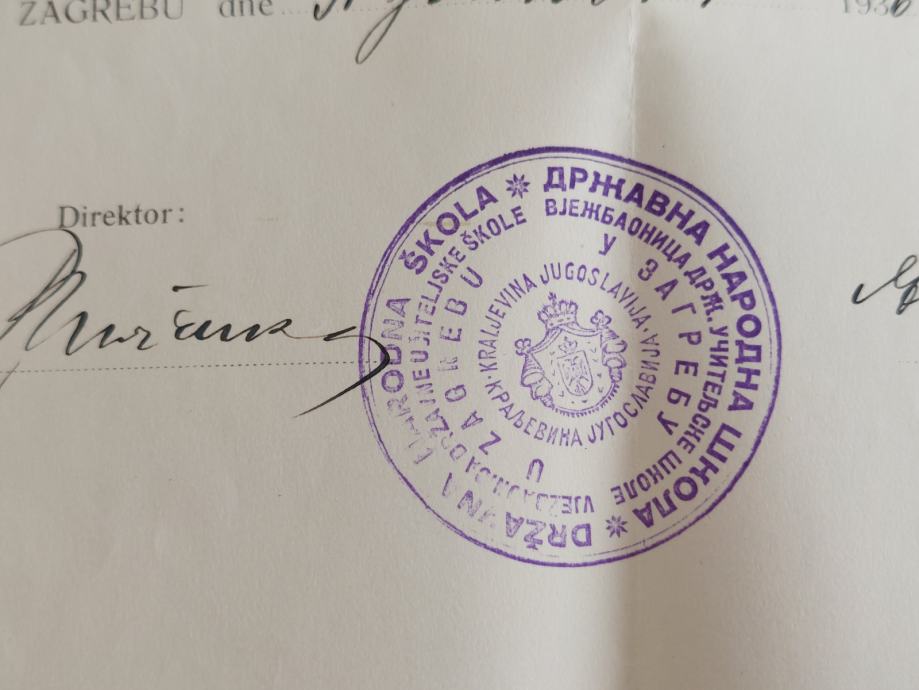 ZAGREBU dne 1936
Direktor:
DRŽAVNA NARODNA ŠKOLA
ДРЖАВНА НАРОДНА ШКОЛА
VJEŽBAONICA DRŽAVNE UČITELJSKE ŠKOLE
ВЈЕЖБАОНИЦА ДРЖ. УЧИТЕЉСКЕ ШКОЛЕ
U ZAGREBU
У ЗАГРЕБУ
KRALJEVINA JUGOSLAVIJA
КРАЉЕВИНА ЈУГОСЛАВИЈА